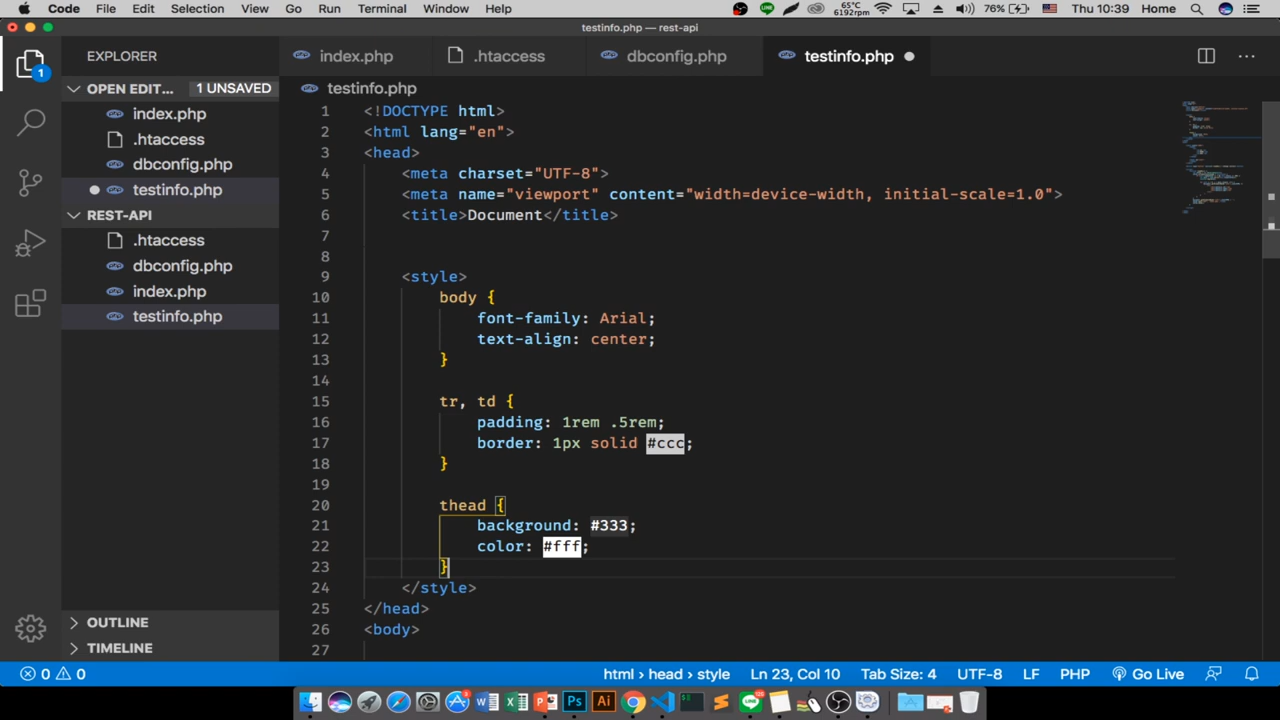 Code File Edit Selection View Go Run Terminal Window Help 65°C 6192rpm 76% Thu 10:39 Home
testinfo.php — rest-api
EXPLORER
index.php .htaccess dbconfig.php testinfo.php
1
OPEN EDIT... 1 UNSAVED
index.php
.htaccess
dbconfig.php
testinfo.php
REST-API
.htaccess
dbconfig.php
index.php
testinfo.php
OUTLINE
TIMELINE
testinfo.php
1 <!DOCTYPE html>
2 <html lang="en">
3 <head>
4 <meta charset="UTF-8">
5 <meta name="viewport" content="width=device-width, initial-scale=1.0">
6 <title>Document</title>
7
8
9 <style>
10 body {
11 font-family: Arial;
12 text-align: center;
13 }
14
15 tr, td {
16 padding: 1rem .5rem;
17 border: 1px solid #ccc;
18 }
19
20 thead {
21 background: #333;
22 color: #fff;
23 }
24 </style>
25 </head>
26 <body>
27
0 0 html › head › style Ln 23, Col 10 Tab Size: 4 UTF-8 LF PHP Go Live
Ps Ai